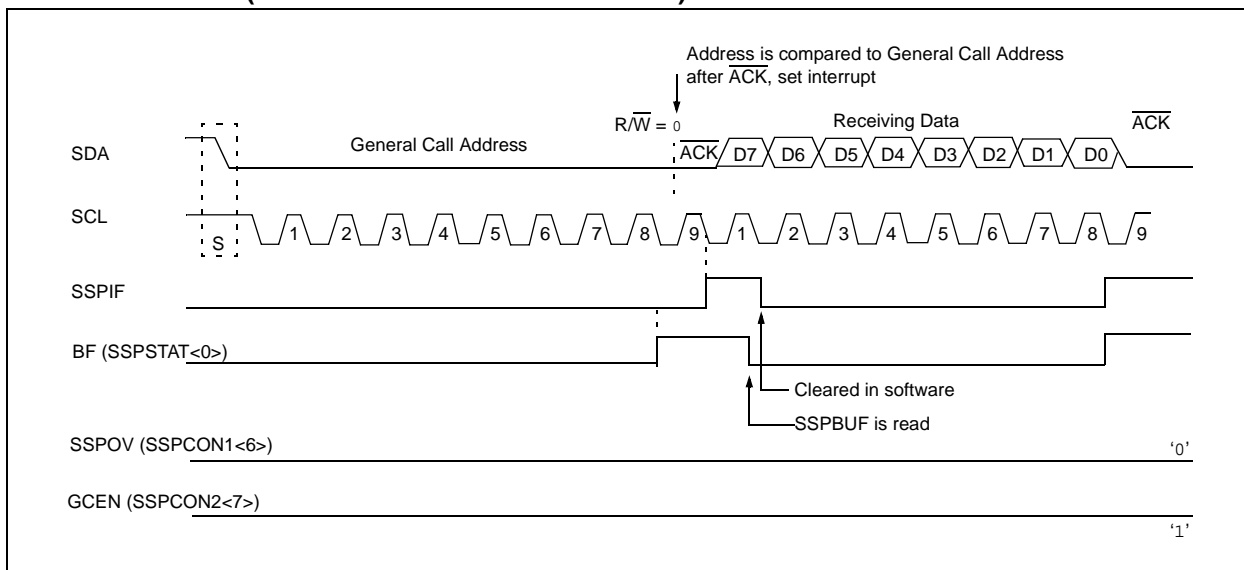 Address is compared to General Call Address
after ACK, set interrupt
R/W = 0
Receiving Data
ACK
SDA
General Call Address
ACK
D7 D6 D5 D4 D3 D2 D1 D0
SCL
S
1 2 3 4 5 6 7 8 9 1 2 3 4 5 6 7 8 9
SSPIF
BF (SSPSTAT<0>)
Cleared in software
SSPBUF is read
SSPOV (SSPCON1<6>)
‘0’
GCEN (SSPCON2<7>)
‘1’